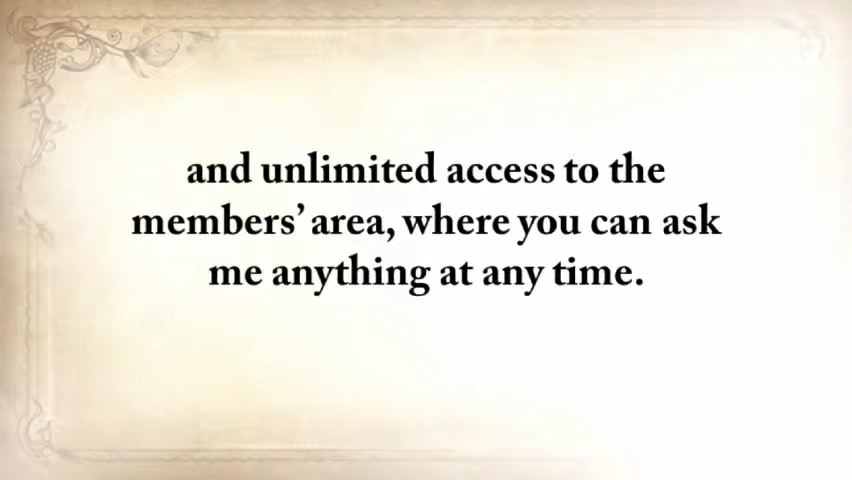 and unlimited access to the
members’ area, where you can ask
me anything at any time.